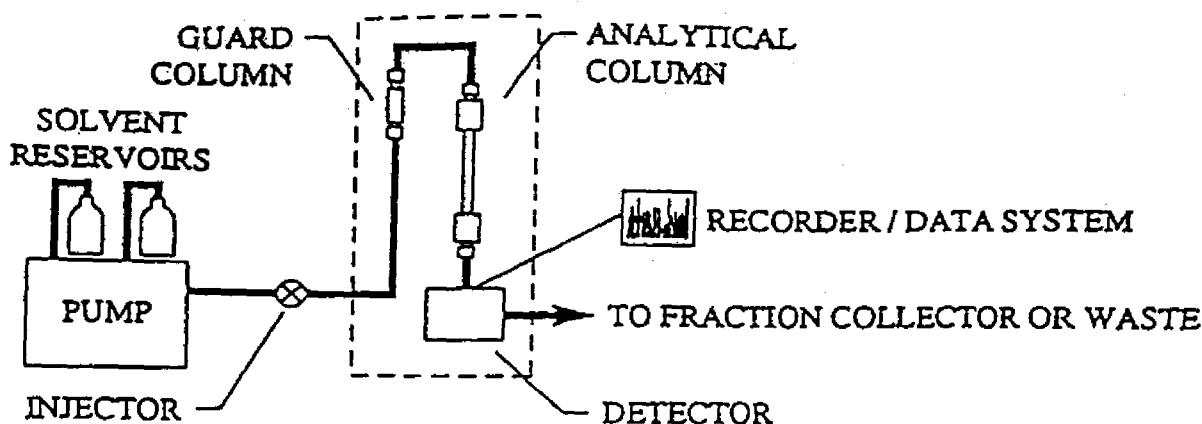 GUARD
COLUMN
ANALYTICAL
COLUMN
SOLVENT
RESERVOIRS
RECORDER / DATA SYSTEM
PUMP
TO FRACTION COLLECTOR OR WASTE
INJECTOR
DETECTOR